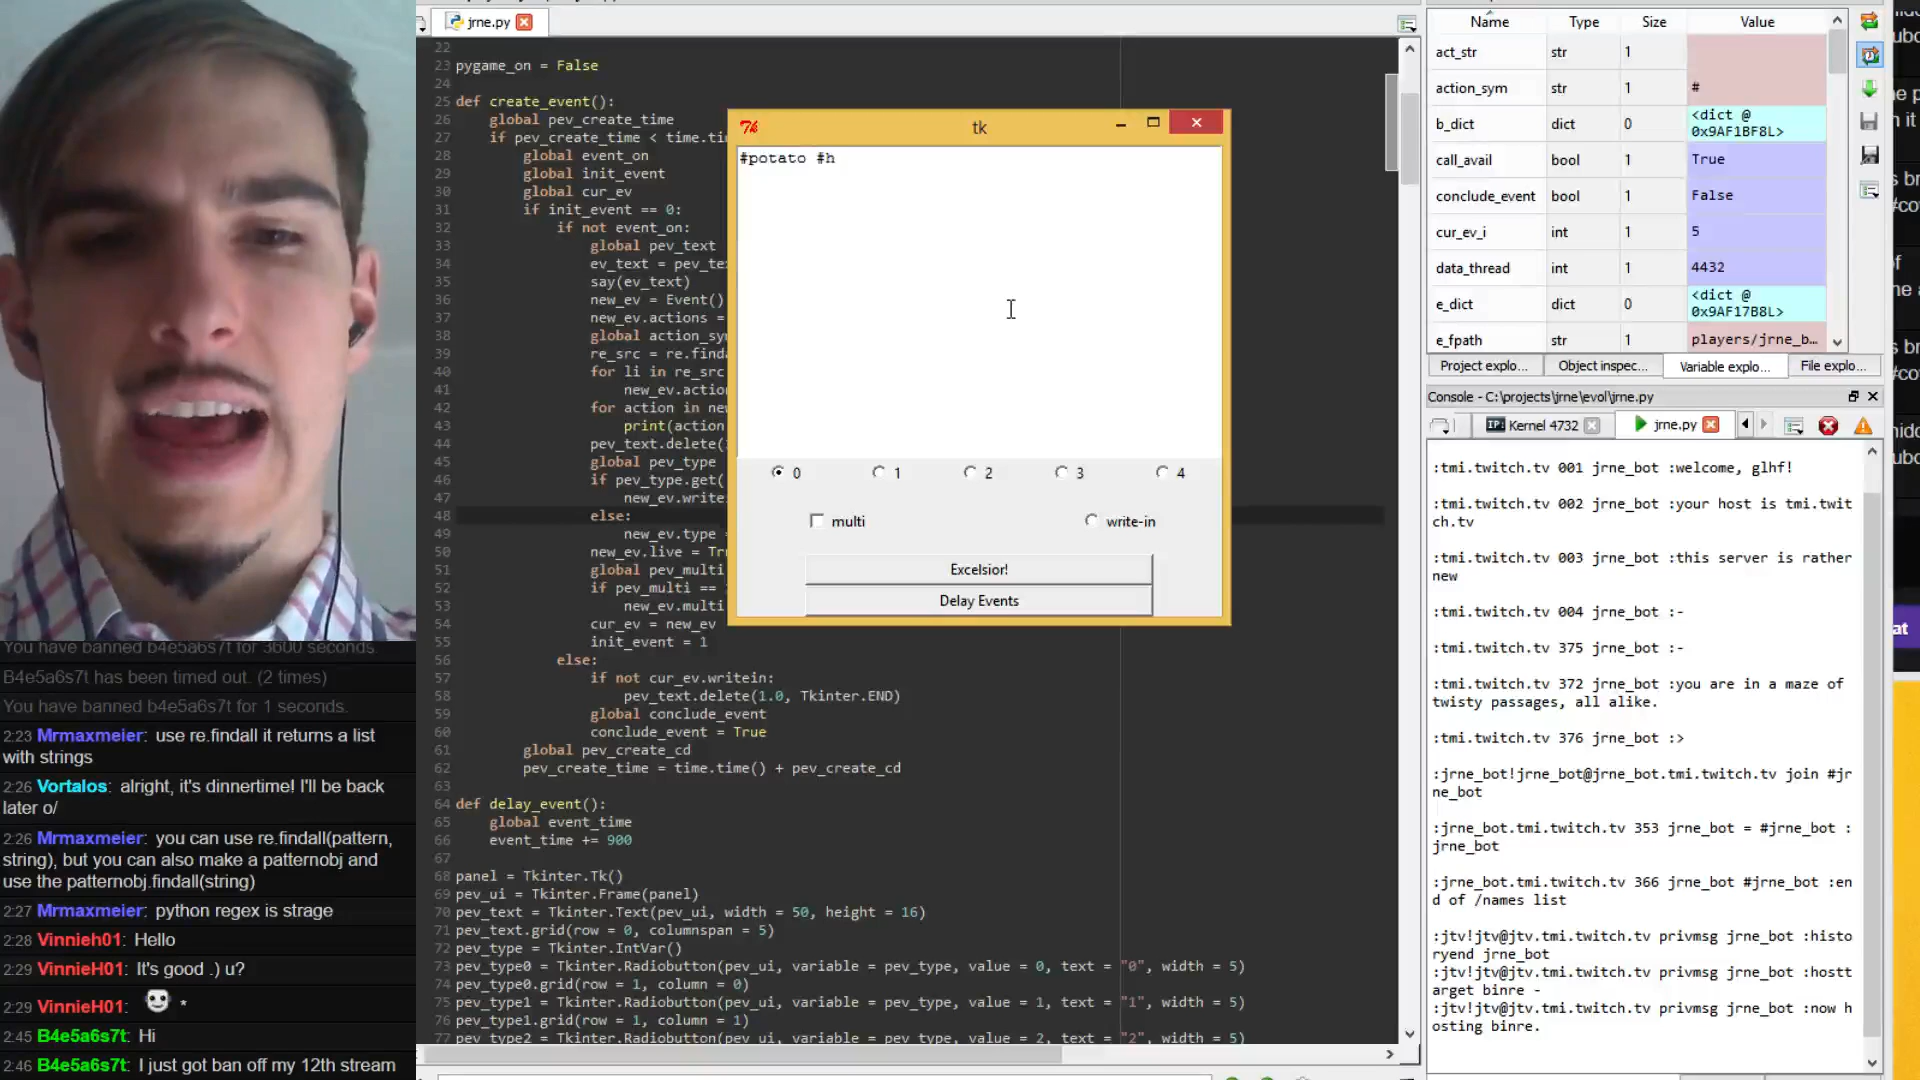 jrne.py
22
23 pygame_on = False
24
25 def create_event():
26 global pev_create_time
27 if pev_create_time < time.ti
28 global event_on
29 global init_event
30 global cur_ev
31 if init_event == 0:
32 if not event_on:
33 global pev_text
34 ev_text = pev_te
35 say(ev_text)
36 new_ev = Event()
37 new_ev.actions =
38 global action_sy
39 re_src = re.find
40 for li in re_src
41 new_ev.actio
42 for action in ne
43 print(action
44 pev_text.delete(
45 global pev_type
46 if pev_type.get(
47 new_ev.write
48 else:
49 new_ev.type =
50 new_ev.live = Tr
51 global pev_multi
52 if pev_multi ==
53 new_ev.multi
54 cur_ev = new_ev
55 init_event = 1
56 else:
57 if not cur_ev.writein:
58 pev_text.delete(1.0, Tkinter.END)
59 global conclude_event
60 conclude_event = True
61 global pev_create_cd
62 pev_create_time = time.time() + pev_create_cd
63
64 def delay_event():
65 global event_time
66 event_time += 900
67
68 panel = Tkinter.Tk()
69 pev_ui = Tkinter.Frame(panel)
70 pev_text = Tkinter.Text(pev_ui, width = 50, height = 16)
71 pev_text.grid(row = 0, columnspan = 5)
72 pev_type = Tkinter.IntVar()
73 pev_type0 = Tkinter.Radiobutton(pev_ui, variable = pev_type, value = 0, text = "0", width = 5)
74 pev_type0.grid(row = 1, column = 0)
75 pev_type1 = Tkinter.Radiobutton(pev_ui, variable = pev_type, value = 1, text = "1", width = 5)
76 pev_type1.grid(row = 1, column = 1)
77 pev_type2 = Tkinter.Radiobutton(pev_ui, variable = pev_type, value = 2, text = "2", width = 5)
tk
#potato #h
0 1 2 3 4
multi write-in
Excelsior!
Delay Events
Name Type Size Value
act_str str 1
action_sym str 1 #
b_dict dict 0 <dict @ 0x9AF1BF8L>
call_avail bool 1 True
conclude_event bool 1 False
cur_ev_i int 1 5
data_thread int 1 4432
e_dict dict 0 <dict @ 0x9AF17B8L>
e_fpath str 1 players/jrne_b...
Project explo... Object inspec... Variable explo... File explo...
Console - C:\projects\jrne\evol\jrne.py
Kernel 4732 jrne.py
:tmi.twitch.tv 001 jrne_bot :welcome, glhf!
:tmi.twitch.tv 002 jrne_bot :your host is tmi.twit
ch.tv
:tmi.twitch.tv 003 jrne_bot :this server is rather
new
:tmi.twitch.tv 004 jrne_bot :-
:tmi.twitch.tv 375 jrne_bot :-
:tmi.twitch.tv 372 jrne_bot :you are in a maze of
twisty passages, all alike.
:tmi.twitch.tv 376 jrne_bot :>
:jrne_bot!jrne_bot@jrne_bot.tmi.twitch.tv join #jr
ne_bot
:jrne_bot.tmi.twitch.tv 353 jrne_bot = #jrne_bot :
jrne_bot
:jrne_bot.tmi.twitch.tv 366 jrne_bot #jrne_bot :en
d of /names list
:jtv!jtv@jtv.tmi.twitch.tv privmsg jrne_bot :histo
ryend jrne_bot
:jtv!jtv@jtv.tmi.twitch.tv privmsg jrne_bot :hostt
arget binre -
:jtv!jtv@jtv.tmi.twitch.tv privmsg jrne_bot :now h
osting binre.
You have banned b4e5a6s7t for 3600 seconds.
B4e5a6s7t has been timed out. (2 times)
You have banned b4e5a6s7t for 1 seconds.
2:23 Mrmaxmeier: use re.findall it returns a list
with strings
2:26 Vortalos: alright, it's dinnertime! I'll be back
later o/
2:26 Mrmaxmeier: you can use re.findall(pattern,
string), but you can also make a patternobj and
use the patternobj.findall(string)
2:27 Mrmaxmeier: python regex is strage
2:28 Vinnieh01: Hello
2:29 VinnieH01: It's good .) u?
2:29 VinnieH01: *
2:45 B4e5a6s7t: Hi
2:46 B4e5a6s7t: I just got ban off my 12th stream